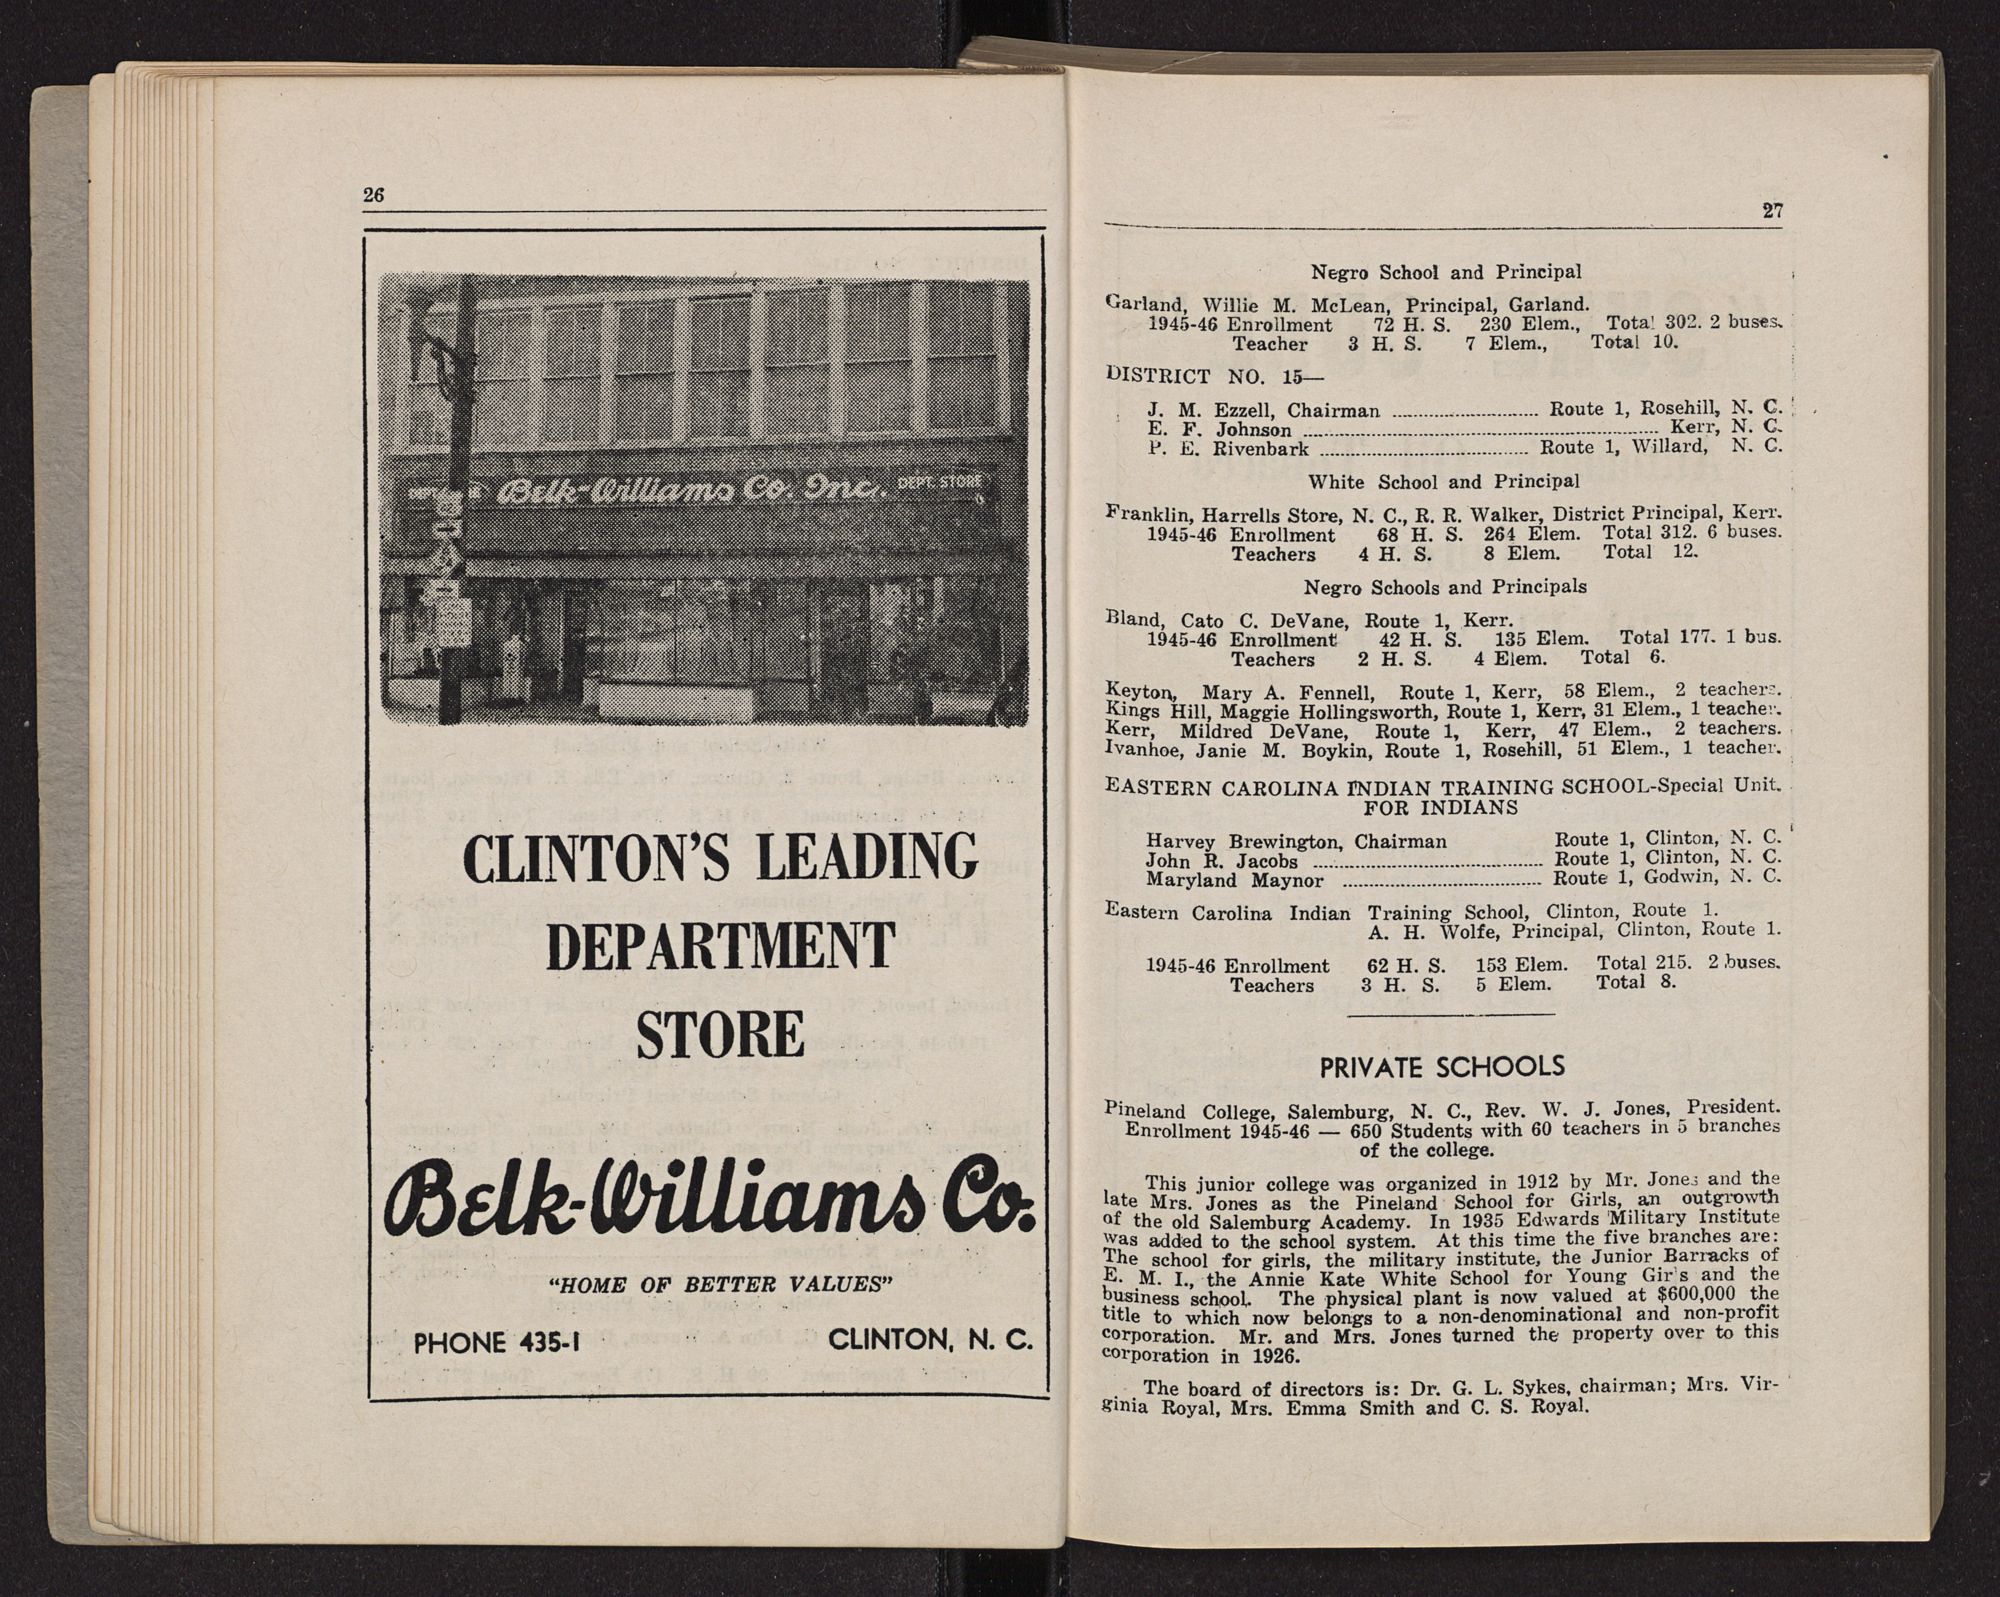 26
DEPT. STORE
Belk-Williams Co. Inc.
CLINTON'S LEADING
DEPARTMENT
STORE
Belk-Williams Co.
"HOME OF BETTER VALUES"
PHONE 435-1 CLINTON, N. C.
27
Negro School and Principal
Garland, Willie M. McLean, Principal, Garland.
1945-46 Enrollment 72 H. S. 230 Elem., Total 302. 2 buses.
Teacher 3 H. S. 7 Elem., Total 10.
DISTRICT NO. 15—
J. M. Ezzell, Chairman ............................ Route 1, Rosehill, N. C.
E. F. Johnson .................................................................... Kerr, N. C.
P. E. Rivenbark ........................................ Route 1, Willard, N. C.
White School and Principal
Franklin, Harrells Store, N. C., R. R. Walker, District Principal, Kerr.
1945-46 Enrollment 68 H. S. 264 Elem. Total 312. 6 buses.
Teachers 4 H. S. 8 Elem. Total 12.
Negro Schools and Principals
Bland, Cato C. DeVane, Route 1, Kerr.
1945-46 Enrollment 42 H. S. 135 Elem. Total 177. 1 bus.
Teachers 2 H. S. 4 Elem. Total 6.
Keyton, Mary A. Fennell, Route 1, Kerr, 58 Elem., 2 teachers.
Kings Hill, Maggie Hollingsworth, Route 1, Kerr, 31 Elem., 1 teacher.
Kerr, Mildred DeVane, Route 1, Kerr, 47 Elem., 2 teachers.
Ivanhoe, Janie M. Boykin, Route 1, Rosehill, 51 Elem., 1 teacher.
EASTERN CAROLINA INDIAN TRAINING SCHOOL-Special Unit.
FOR INDIANS
Harvey Brewington, Chairman Route 1, Clinton, N. C.
John R. Jacobs ............................................ Route 1, Clinton, N. C.
Maryland Maynor ...................................... Route 1, Godwin, N. C.
Eastern Carolina Indian Training School, Clinton, Route 1.
A. H. Wolfe, Principal, Clinton, Route 1.
1945-46 Enrollment 62 H. S. 153 Elem. Total 215. 2 buses.
Teachers 3 H. S. 5 Elem. Total 8.
PRIVATE SCHOOLS
Pineland College, Salemburg, N. C., Rev. W. J. Jones, President.
Enrollment 1945-46 — 650 Students with 60 teachers in 5 branches
of the college.
This junior college was organized in 1912 by Mr. Jones and the
late Mrs. Jones as the Pineland School for Girls, an outgrowth
of the old Salemburg Academy. In 1935 Edwards Military Institute
was added to the school system. At this time the five branches are:
The school for girls, the military institute, the Junior Barracks of
E. M. I., the Annie Kate White School for Young Girls and the
business school. The physical plant is now valued at $600,000 the
title to which now belongs to a non-denominational and non-profit
corporation. Mr. and Mrs. Jones turned the property over to this
corporation in 1926.
The board of directors is: Dr. G. L. Sykes, chairman; Mrs. Vir-
ginia Royal, Mrs. Emma Smith and C. S. Royal.